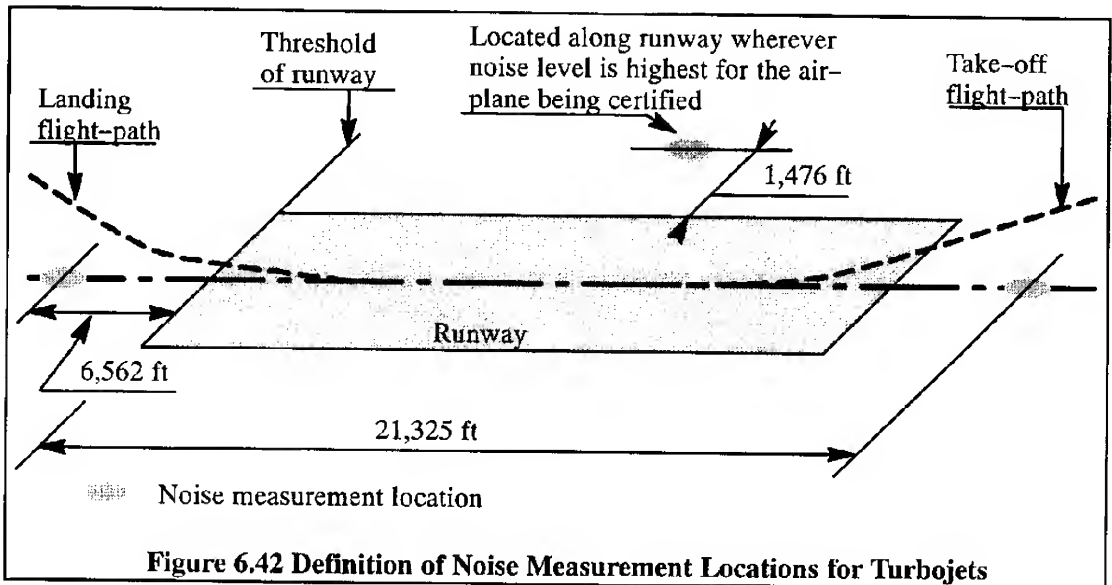 Threshold
of runway
Located along runway wherever
noise level is highest for the air–
plane being certified
Take–off
flight–path
Landing
flight–path
1,476 ft
Runway
6,562 ft
21,325 ft
Noise measurement location
Figure 6.42 Definition of Noise Measurement Locations for Turbojets